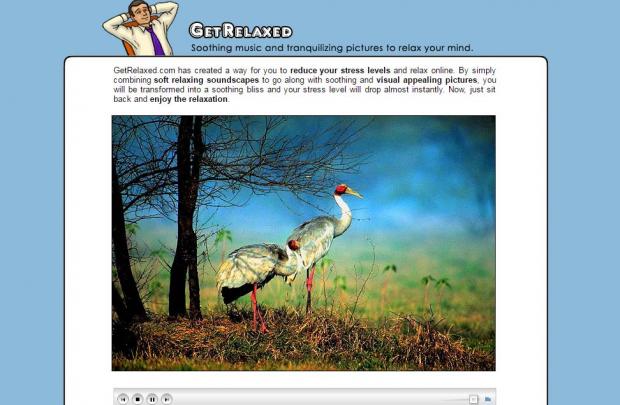 GetRelaxed
Soothing music and tranquilizing pictures to relax your mind.
GetRelaxed.com has created a way for you to reduce your stress levels and relax online. By simply
combining soft relaxing soundscapes to go along with soothing and visual appealing pictures, you
will be transformed into a soothing bliss and your stress level will drop almost instantly. Now, just sit
back and enjoy the relaxation.